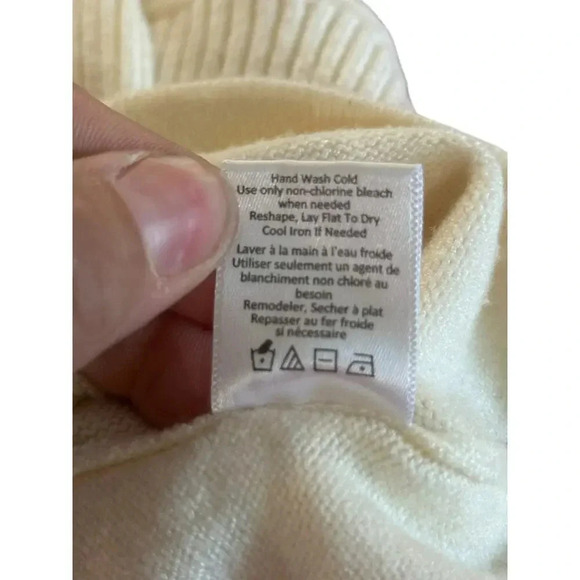 Hand Wash Cold
Use only non-chlorine bleach
when needed
Reshape, Lay Flat To Dry
Cool Iron If Needed
Laver à la main à l'eau froide
Utiliser seulement un agent de
blanchiment non chloré au
besoin
Remodeler, Secher à plat
Repasser au fer froide
si nécessaire